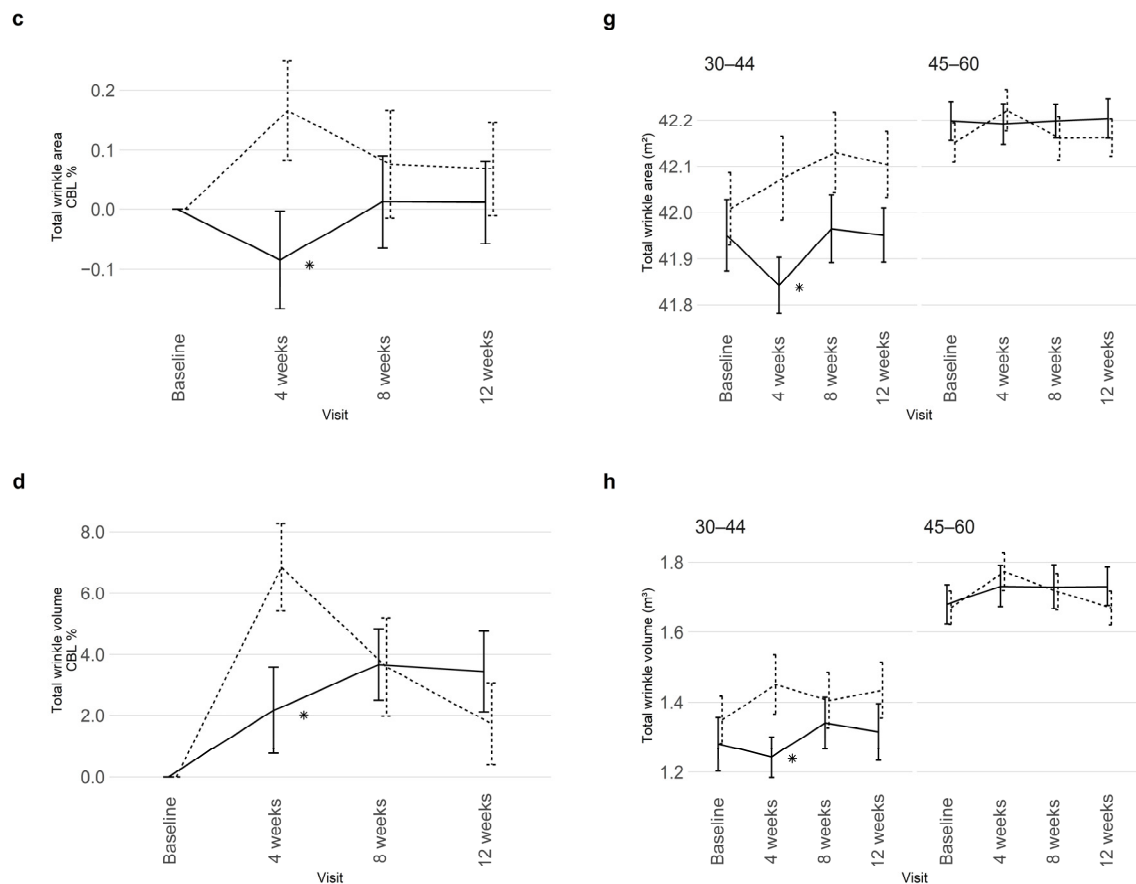 c
Total wrinkle area
CBL %
0.2
0.1
0.0
−0.1
Baseline
4 weeks
8 weeks
12 weeks
Visit
g
30–44
45–60
Total wrinkle area (m²)
42.2
42.1
42.0
41.9
41.8
*
*
Baseline
4 weeks
8 weeks
12 weeks
Baseline
4 weeks
8 weeks
12 weeks
Visit
d
Total wrinkle volume
CBL %
8.0
6.0
4.0
2.0
0.0
*
Baseline
4 weeks
8 weeks
12 weeks
Visit
h
30–44
45–60
Total wrinkle volume (m³)
1.8
1.6
1.4
1.2
*
Baseline
4 weeks
8 weeks
12 weeks
Baseline
4 weeks
8 weeks
12 weeks
Visit